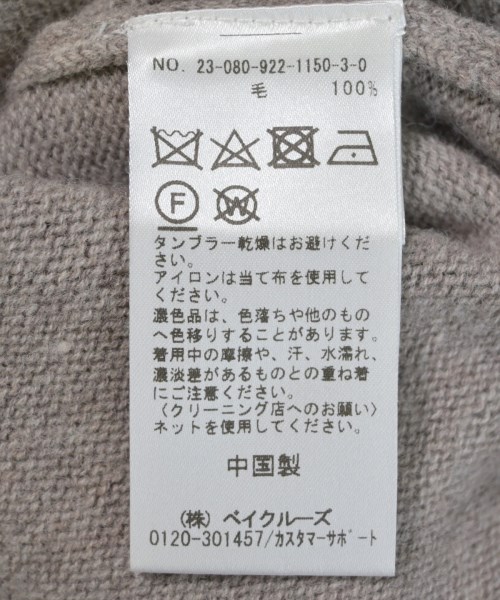 NO. 23-080-922-1150-3-0
毛 100%
F W
タンブラー乾燥はお避けくだ
さい。
アイロンは当て布を使用して
ください。
濃色品は、色落ちや他のもの
へ色移りすることがあります。
着用中の摩擦や、汗、水濡れ、
濃淡差があるものとの重ね着
にご注意ください。
〈クリーニング店へのお願い〉
ネットを使用してください。
中国製
(株) ベイクルーズ
0120-301457/カスタマーサポート